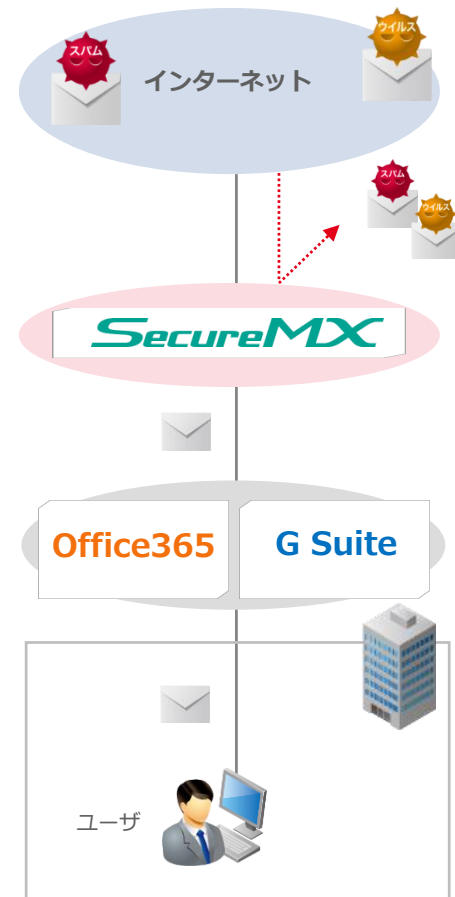 スパム
ウイルス
インターネット
スパム
ウイルス
SecureMX
Office365
G Suite
ユーザ